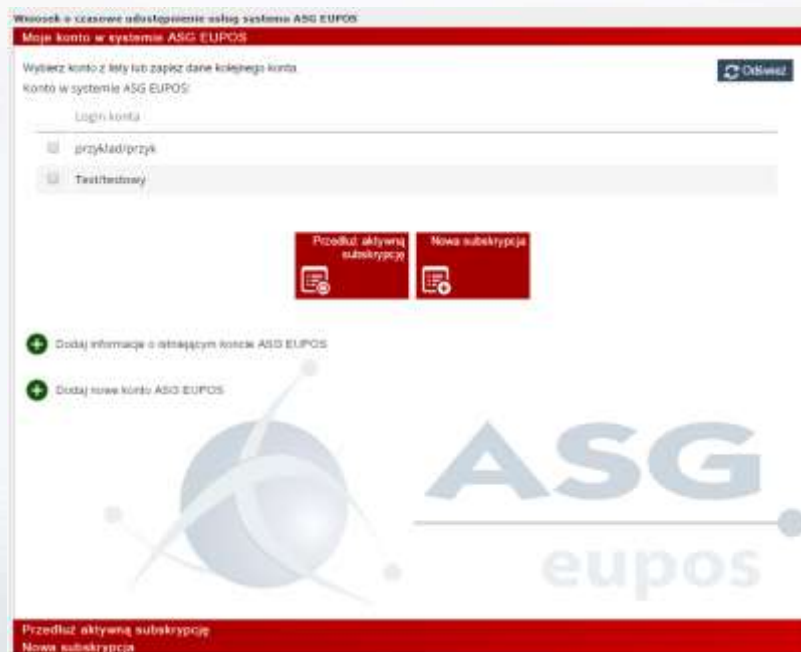 Wniosek o czasowe udostępnienie usług systemu ASG EUPOS
Moje konto w systemie ASG EUPOS
Wybierz konto z listy lub zapisz dane kolejnego konta.
Odśwież
Konto w systemie ASG EUPOS:
Login konta
przyklad/przyk
Test/testowy
Przedłuż aktywną
subskrypcję
Nowa subskrypcja
Dodaj informacje o istniejącym koncie ASG EUPOS
Dodaj nowe konto ASG EUPOS
ASG
eupos
Przedłuż aktywną subskrypcję
Nowa subskrypcja